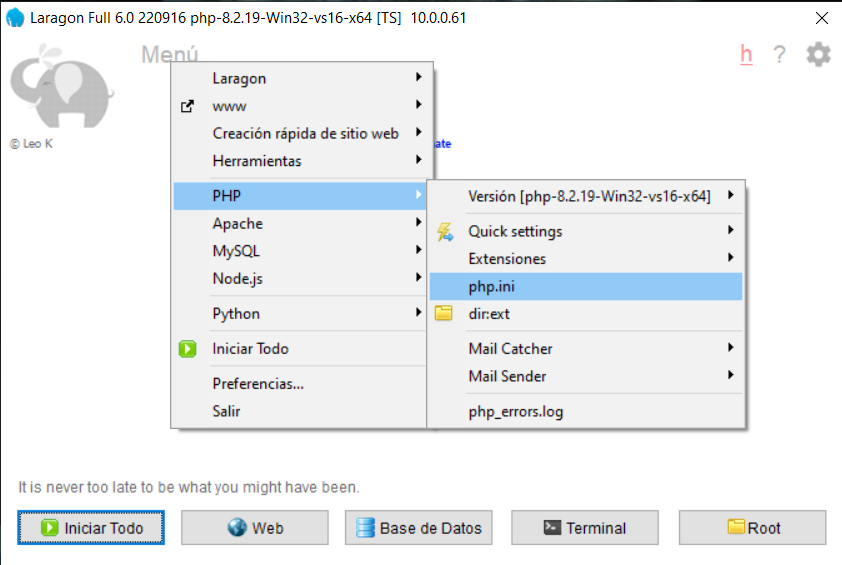 Laragon Full 6.0 220916 php-8.2.19-Win32-vs16-x64 [TS] 10.0.0.61
Menú
h ?
© Leo K
Laragon
www
Creación rápida de sitio web
Herramientas
PHP
Apache
MySQL
Node.js
Python
Iniciar Todo
Preferencias...
Salir
ate
Versión [php-8.2.19-Win32-vs16-x64]
Quick settings
Extensiones
php.ini
dir:ext
Mail Catcher
Mail Sender
php_errors.log
It is never too late to be what you might have been.
Iniciar Todo
Web
Base de Datos
Terminal
Root